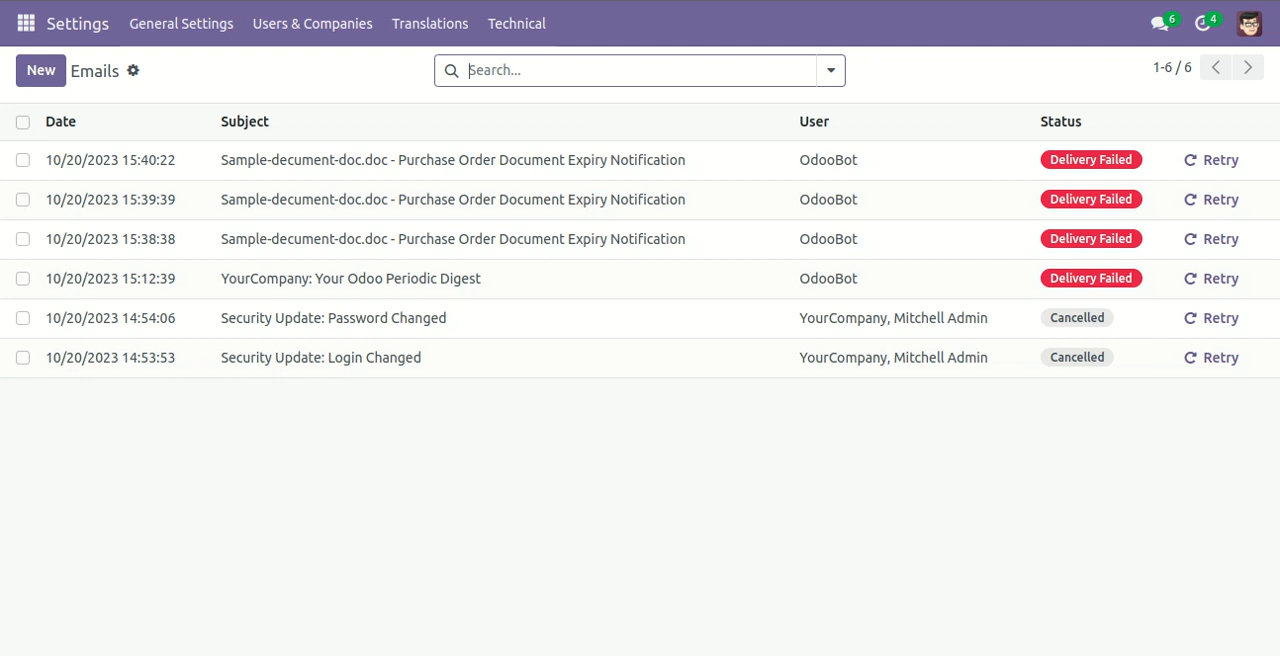 Settings General Settings Users & Companies Translations Technical 6 4
New Emails Search... 1-6 / 6
Date Subject User Status
10/20/2023 15:40:22 Sample-decument-doc.doc - Purchase Order Document Expiry Notification OdooBot Delivery Failed Retry
10/20/2023 15:39:39 Sample-decument-doc.doc - Purchase Order Document Expiry Notification OdooBot Delivery Failed Retry
10/20/2023 15:38:38 Sample-decument-doc.doc - Purchase Order Document Expiry Notification OdooBot Delivery Failed Retry
10/20/2023 15:12:39 YourCompany: Your Odoo Periodic Digest OdooBot Delivery Failed Retry
10/20/2023 14:54:06 Security Update: Password Changed YourCompany, Mitchell Admin Cancelled Retry
10/20/2023 14:53:53 Security Update: Login Changed YourCompany, Mitchell Admin Cancelled Retry